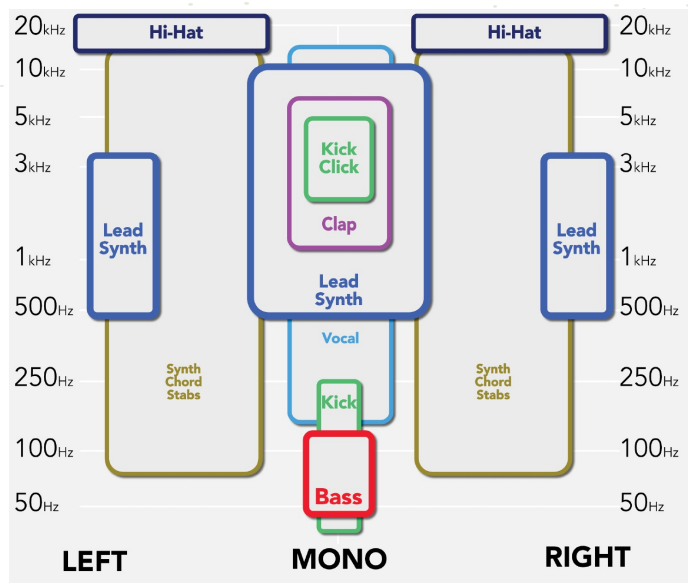 20kHz
Hi-Hat
Hi-Hat
20kHz
10kHz
10kHz
5kHz
5kHz
Kick
Click
3kHz
3kHz
Clap
Lead
Synth
Lead
Synth
1kHz
1kHz
Lead
Synth
500Hz
500Hz
Vocal
Synth
Chord
Stabs
Synth
Chord
Stabs
250Hz
250Hz
Kick
100Hz
100Hz
Bass
50Hz
50Hz
LEFT
MONO
RIGHT